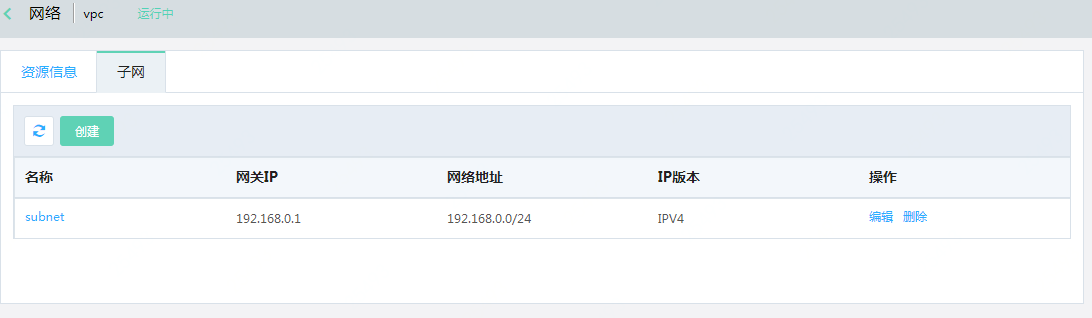 网络 vpc 运行中
资源信息 子网
创建
名称 网关IP 网络地址 IP版本 操作
subnet 192.168.0.1 192.168.0.0/24 IPV4 编辑 删除